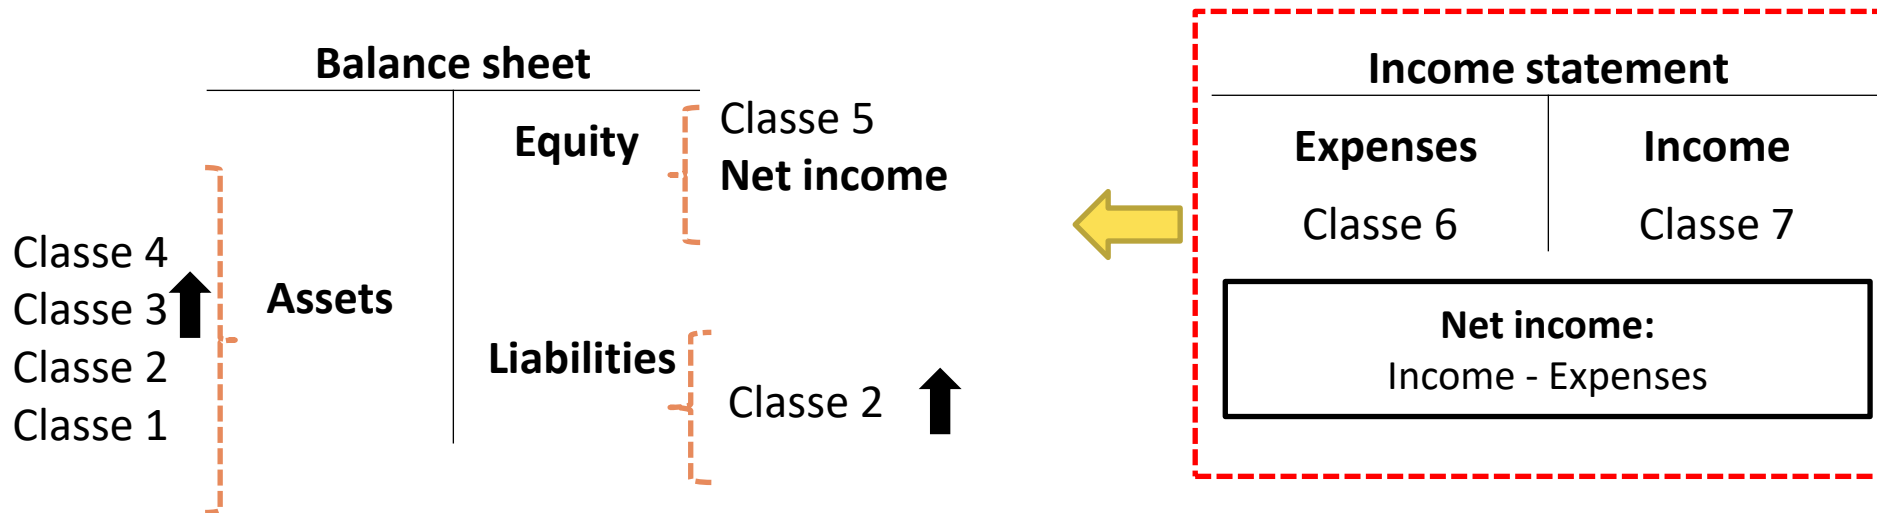 Balance sheet
Equity
Classe 5
Net income
Classe 4
Classe 3
Classe 2
Classe 1
Assets
Liabilities
Classe 2
Income statement
Expenses
Income
Classe 6
Classe 7
Net income:
Income - Expenses